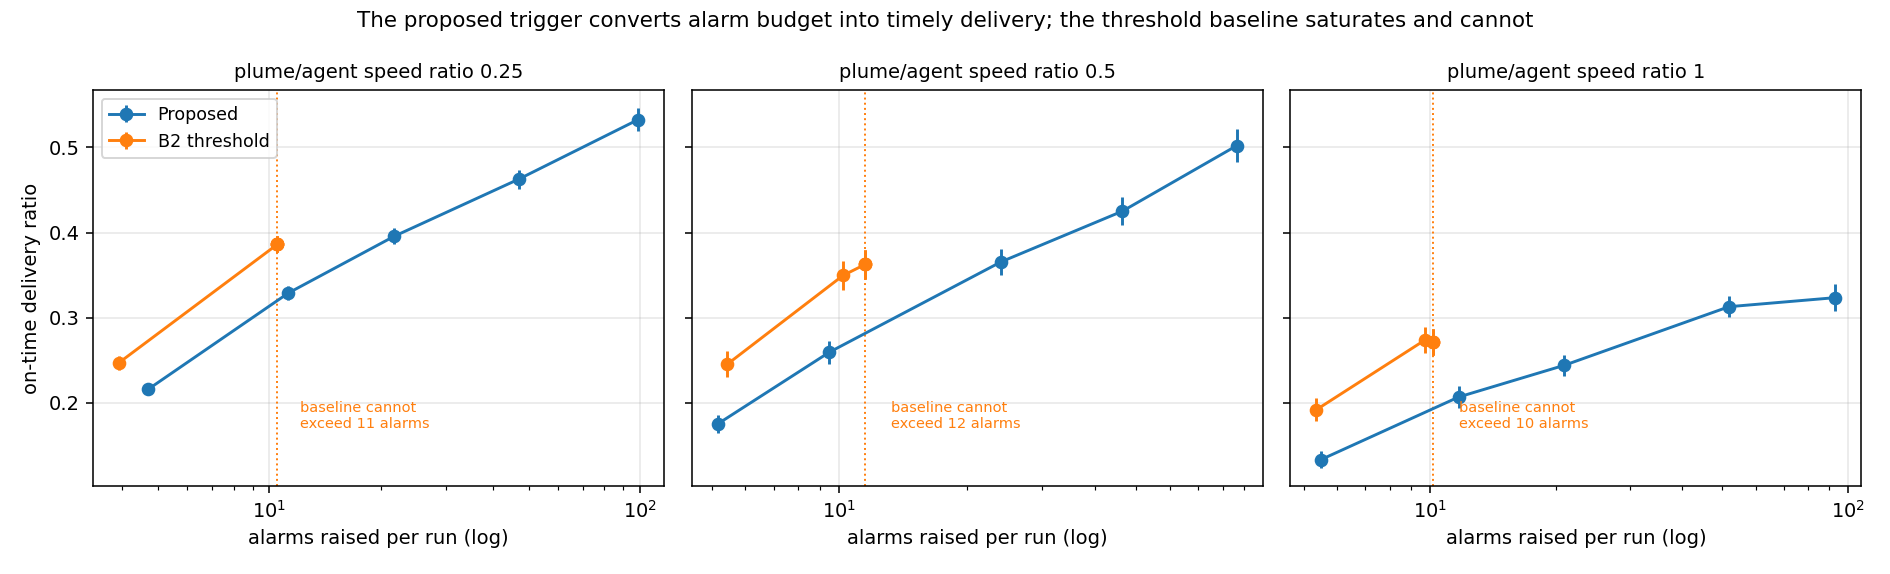 The proposed trigger converts alarm budget into timely delivery; the threshold baseline saturates and cannot
plume/agent speed ratio 0.25
plume/agent speed ratio 0.5
plume/agent speed ratio 1
Proposed
B2 threshold
on-time delivery ratio
0.5
0.4
0.3
0.2
baseline cannot
exceed 11 alarms
baseline cannot
exceed 12 alarms
baseline cannot
exceed 10 alarms
10¹
10²
10¹
10¹
10²
alarms raised per run (log)
alarms raised per run (log)
alarms raised per run (log)